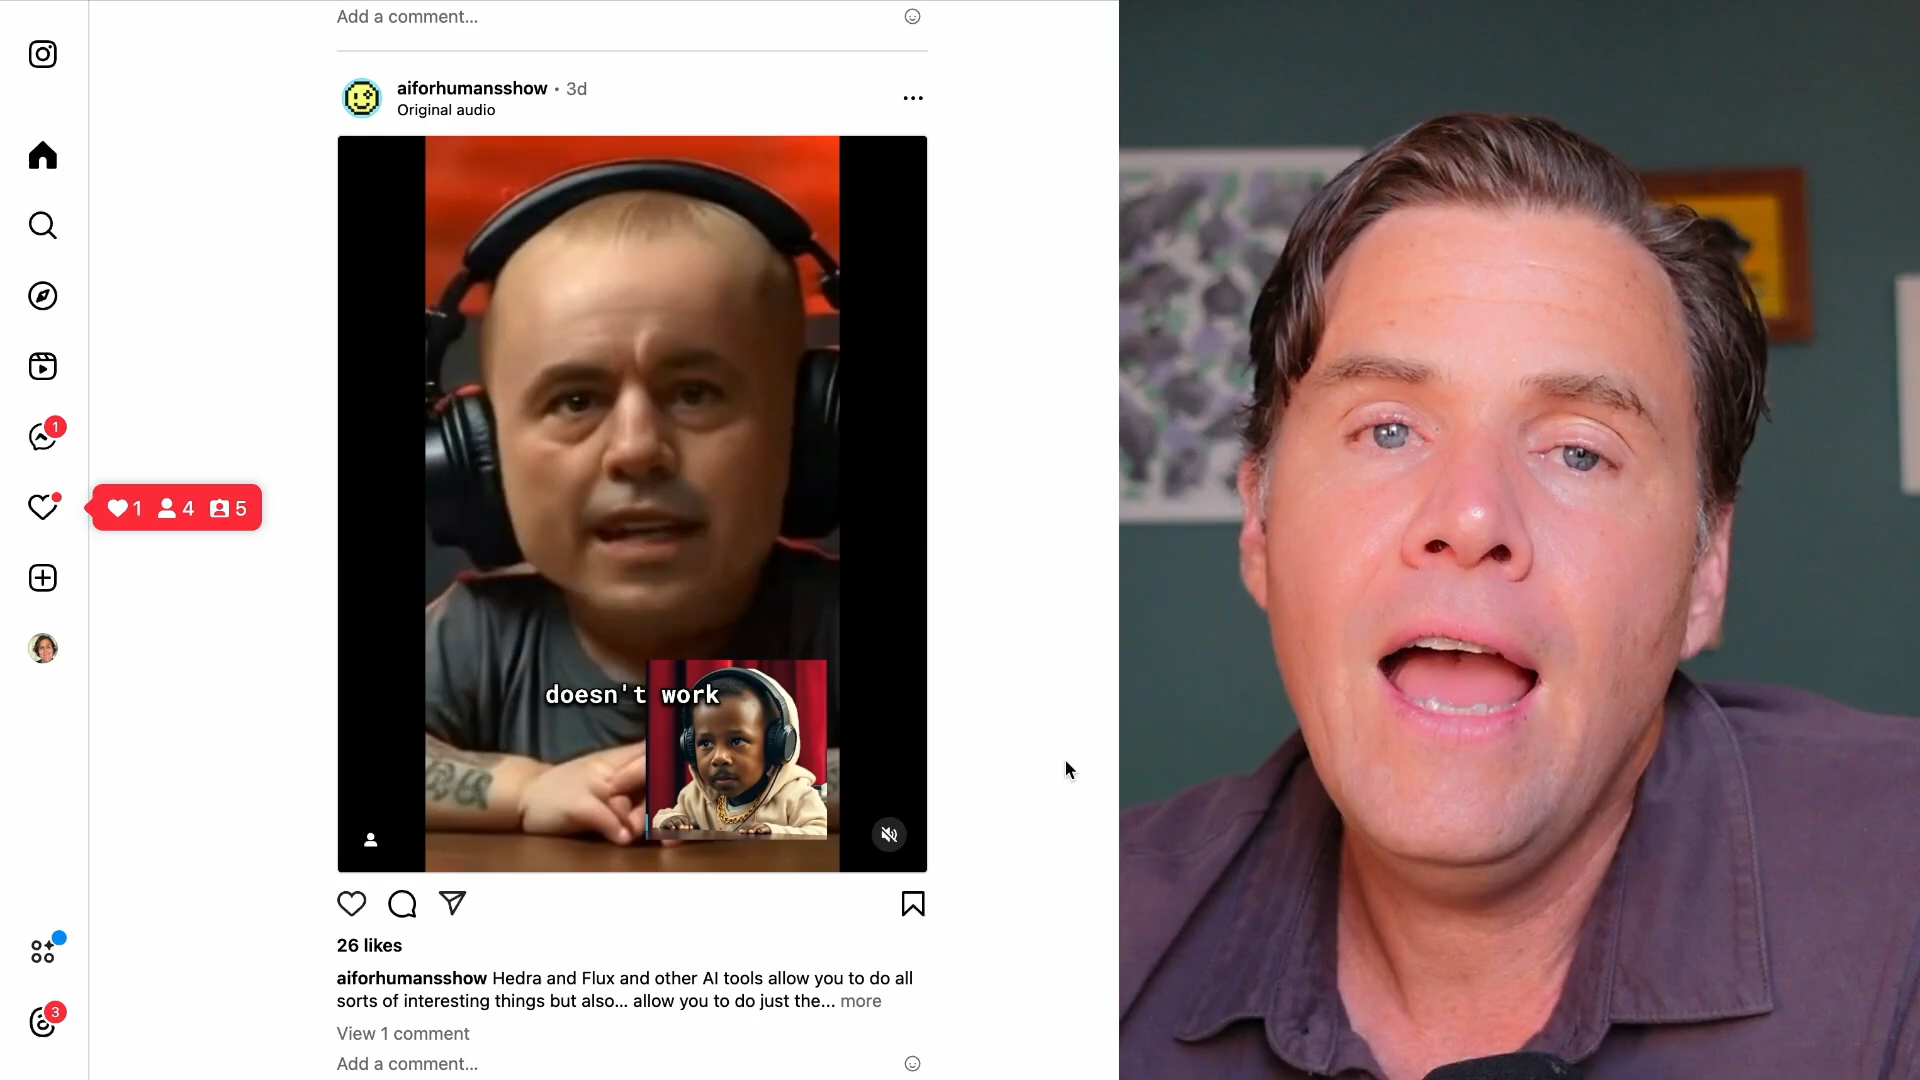 Add a comment...
aiforhumansshow • 3d
Original audio
doesn't work
1
1 4 5
3
26 likes
aiforhumansshow Hedra and Flux and other AI tools allow you to do all
sorts of interesting things but also... allow you to do just the... more
View 1 comment
Add a comment...